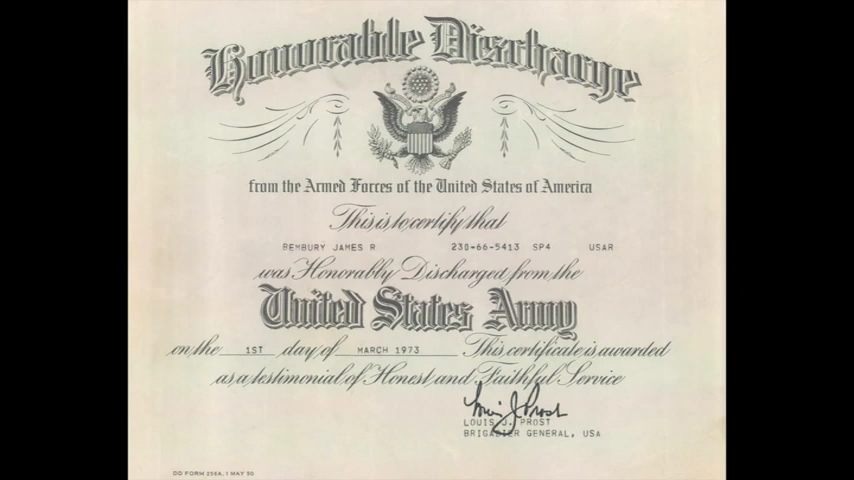 Honorable Discharge
from the Armed Forces of the United States of America
This is to certify that
BEMBURY JAMES R 230-66-5413 SP4 USAR
was Honorably Discharged from the
United States Army
on the 1ST day of MARCH 1973 This certificate is awarded
as a testimonial of Honest and Faithful Service
Louis J. Prost
LOUIS J. PROST
BRIGADIER GENERAL, USA
DD FORM 256A, 1 MAY 50